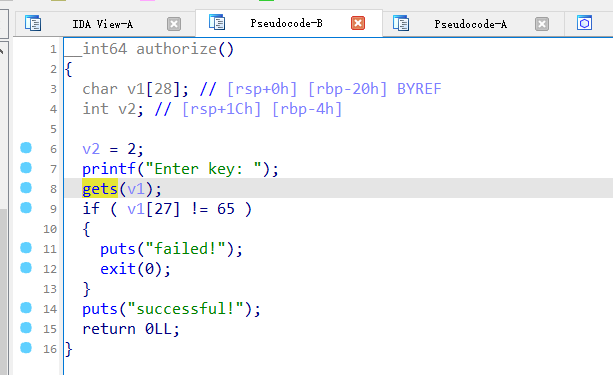 IDA View-A Pseudocode-B Pseudocode-A
1 __int64 authorize()
2 {
3 char v1[28]; // [rsp+0h] [rbp-20h] BYREF
4 int v2; // [rsp+1Ch] [rbp-4h]
5
6 v2 = 2;
7 printf("Enter key: ");
8 gets(v1);
9 if ( v1[27] != 65 )
10 {
11 puts("failed!");
12 exit(0);
13 }
14 puts("successful!");
15 return 0LL;
16 }